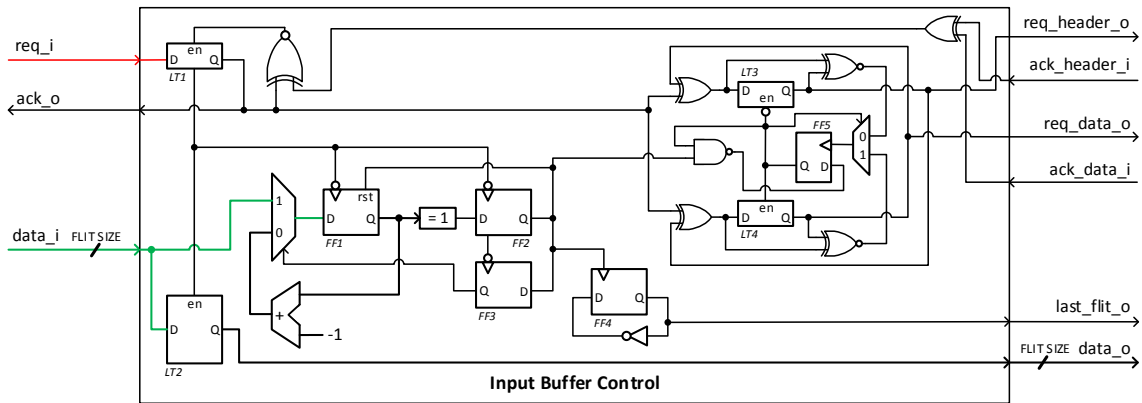 req_i
ack_o
data_i FLIT SIZE
en
D Q
LT1
1
0
rst
D Q
FF1
= 1
D Q
FF2
Q D
FF3
+
-1
en
D Q
LT2
D Q
FF4
LT3
D Q
en
FF5
Q D
0
1
en
D Q
LT4
req_header_o
ack_header_i
req_data_o
ack_data_i
last_flit_o
FLIT SIZE data_o
Input Buffer Control